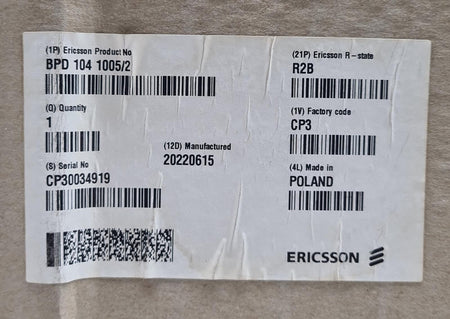 (1P) Ericsson Product No
BPD 104 1005/2
(21P) Ericsson R-state
R2B
(Q) Quantity
1
(1V) Factory code
CP3
(12D) Manufactured
20220615
(S) Serial No
CP30034919
(4L) Made in
POLAND
ERICSSON